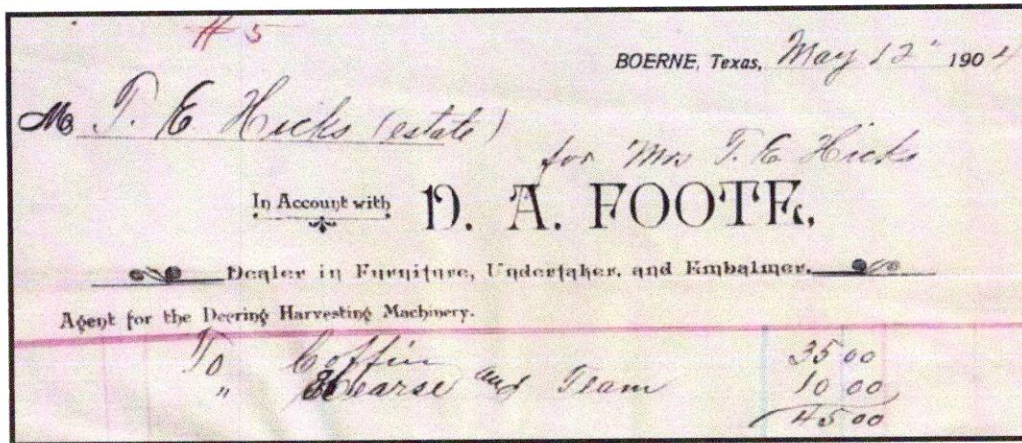 # 5
BOERNE, Texas, May 12" 1904
M T. E Hicks (estate)
for Mrs T. E. Hicks
In Account with D. A. FOOTE,
Dealer in Furniture, Undertaker, and Embalmer.
Agent for the Deering Harvesting Machinery.
To Coffin 35 00
" Hearse and Team 10 00
45 00